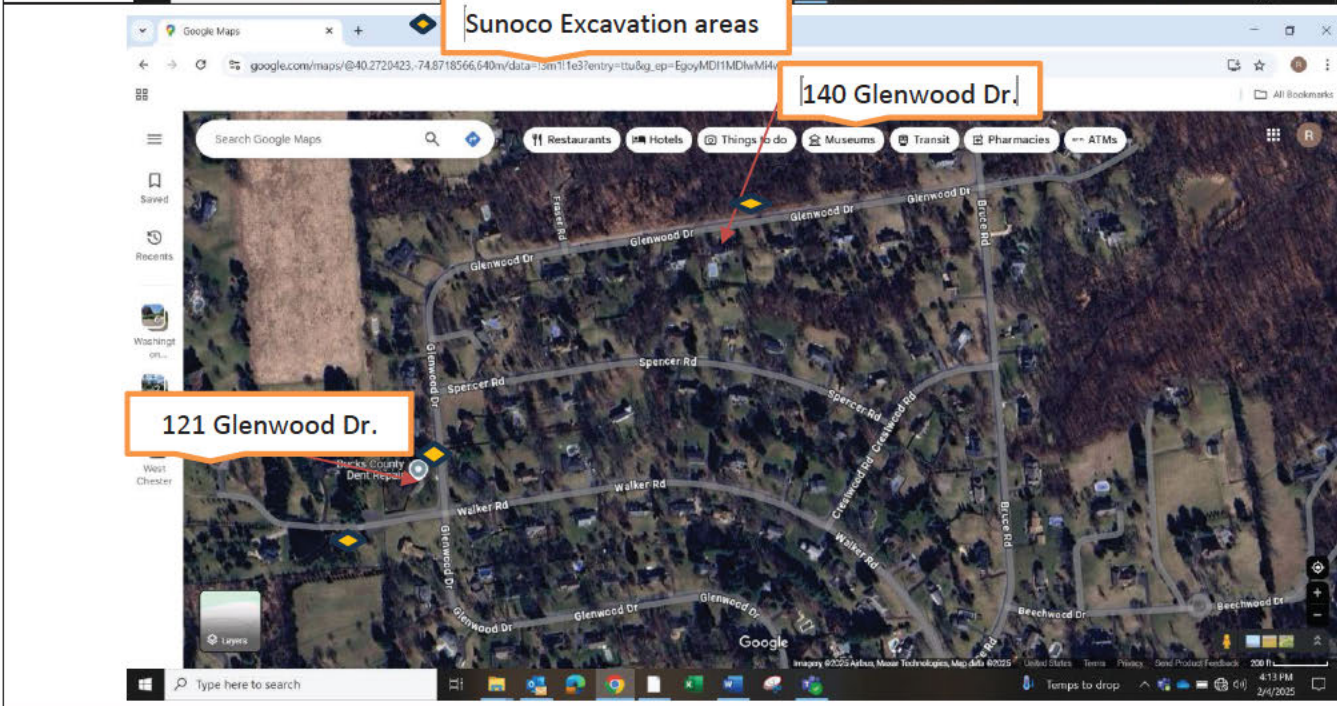 Sunoco Excavation areas
Google Maps
google.com/maps/@40.2720423,-74.8718566,640m/data=!3m1!1e3?entry=ttu&g_ep=EgoyMDI1MDIwMi4w
140 Glenwood Dr.
All Bookmarks
Search Google Maps
Restaurants
Hotels
Things to do
Museums
Transit
Pharmacies
ATMs
R
Saved
Recents
Fraser Rd
Glenwood Dr
Glenwood Dr
Glenwood Dr
Glenwood Dr
Bruce Rd
Washingt
on...
Glenwood Dr
Spencer Rd
Spencer Rd
Spencer Rd
Crestwood Rd
121 Glenwood Dr.
West
Chester
Bucks County
Dent Repair
Walker Rd
Walker Rd
Crestwood Rd
Walker Rd
Bruce Rd
Glenwood Dr
Glenwood Dr
Glenwood Dr
Glenwood Dr
Beechwood Dr
Beechwood Dr
Layers
Google
Imagery ©2025 Airbus, Maxar Technologies, Map data ©2025
United States
Terms
Privacy
Send Product Feedback
200 ft
Type here to search
Temps to drop
4:13 PM
2/4/2025